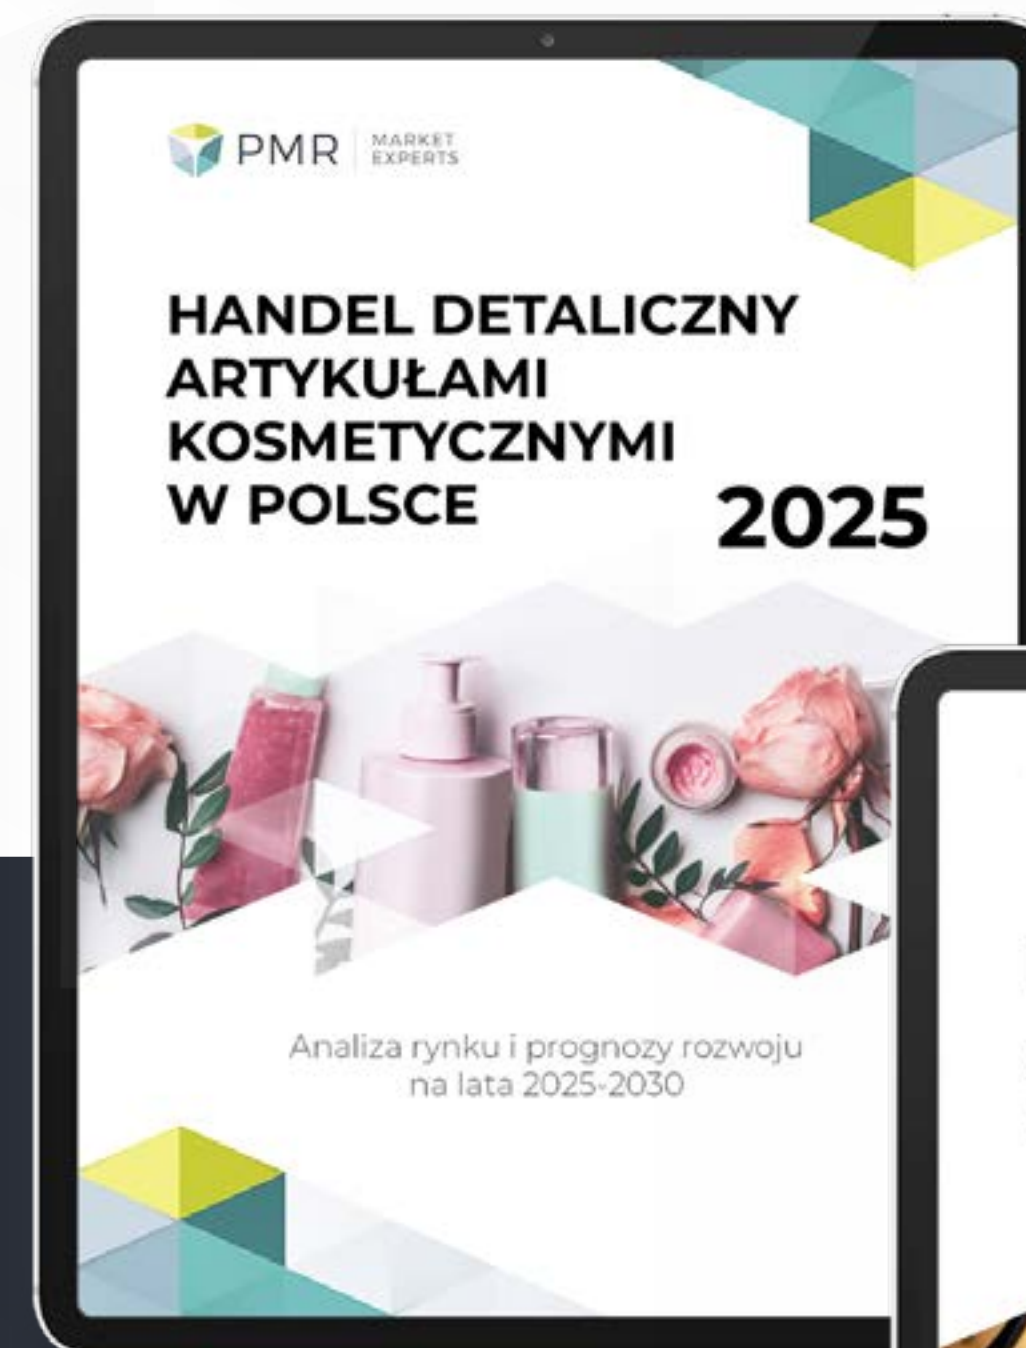 PMR
MARKET
EXPERTS
HANDEL DETALICZNY
ARTYKUŁAMI
KOSMETYCZNYMI
W POLSCE
2025
Analiza rynku i prognozy rozwoju
na lata 2025-2030